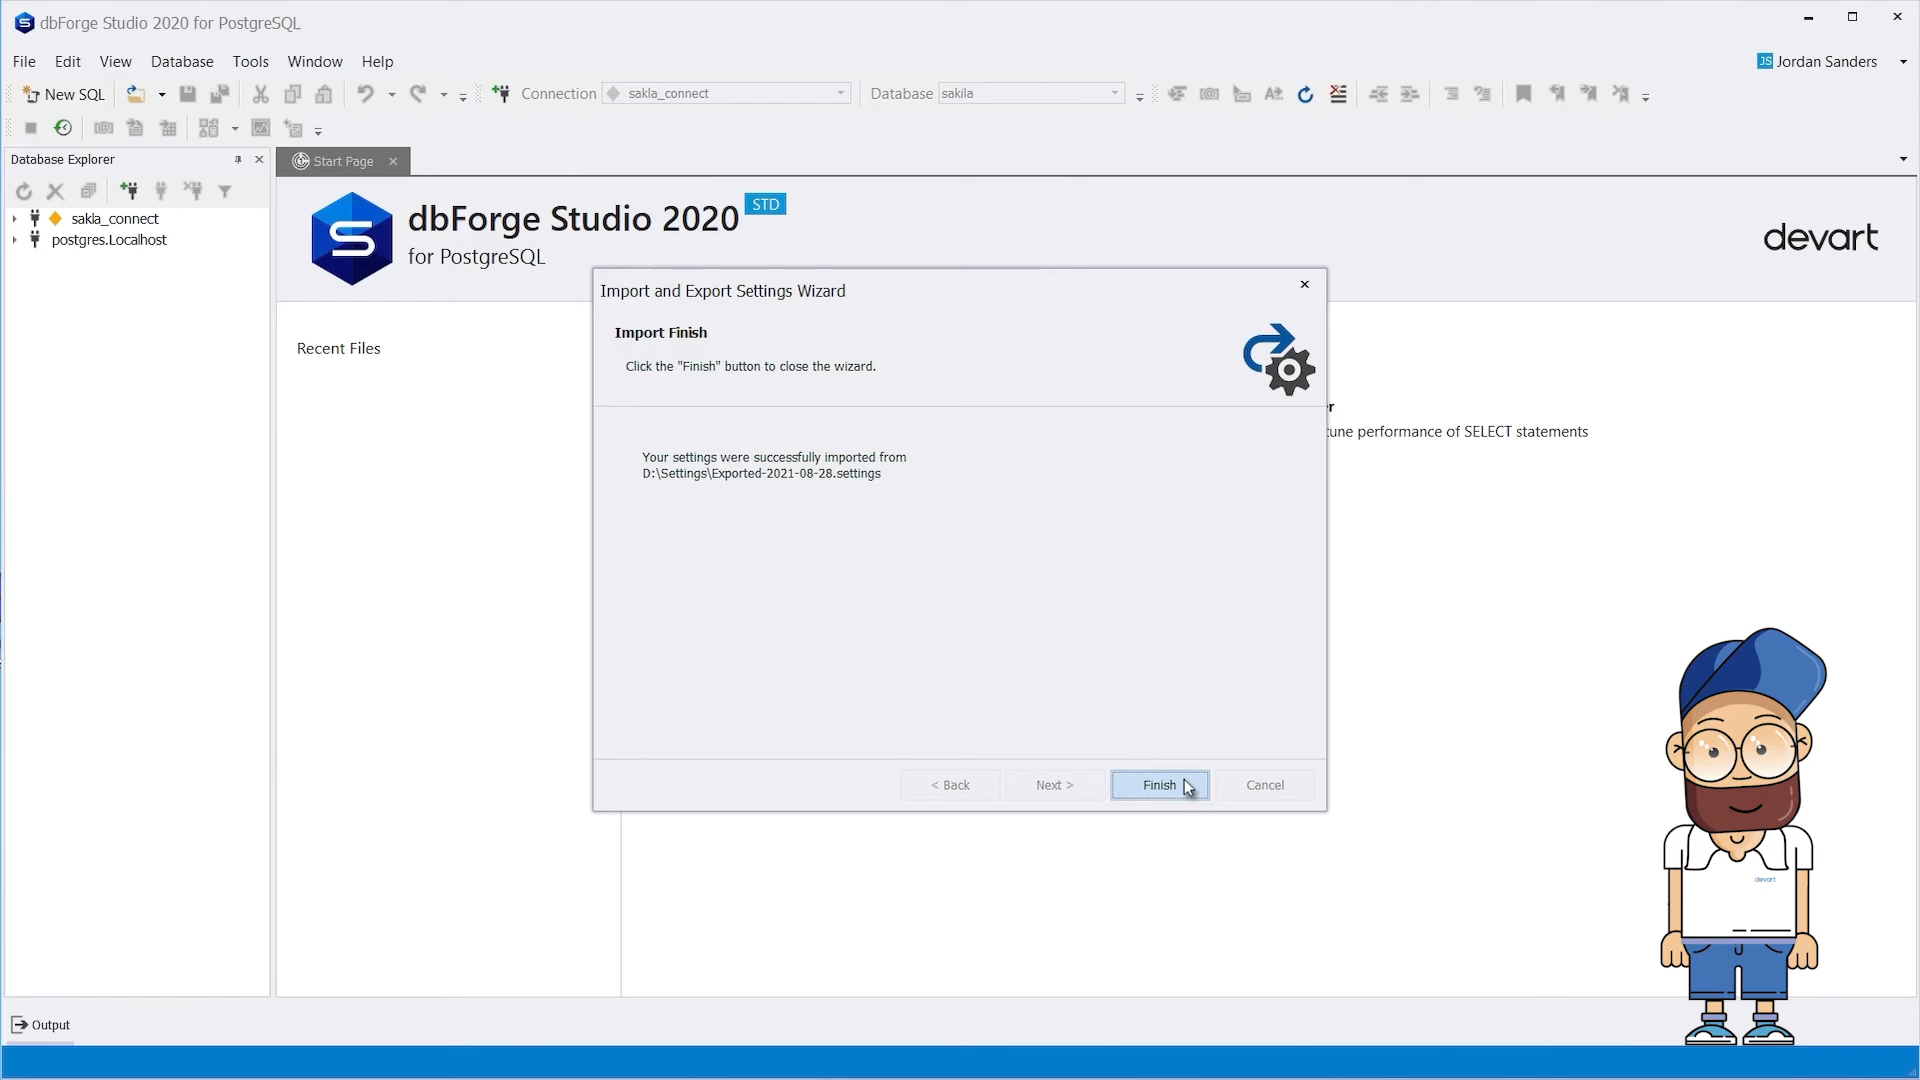 dbForge Studio 2020 for PostgreSQL
File Edit View Database Tools Window Help
JS Jordan Sanders
New SQL
Connection sakla_connect
Database sakila
Database Explorer
Start Page
sakla_connect
postgres.Localhost
dbForge Studio 2020 STD
for PostgreSQL
devart
Recent Files
Import and Export Settings Wizard
Import Finish
Click the "Finish" button to close the wizard.
r
tune performance of SELECT statements
Your settings were successfully imported from
D:\Settings\Exported-2021-08-28.settings
< Back Next > Finish Cancel
devart
Output